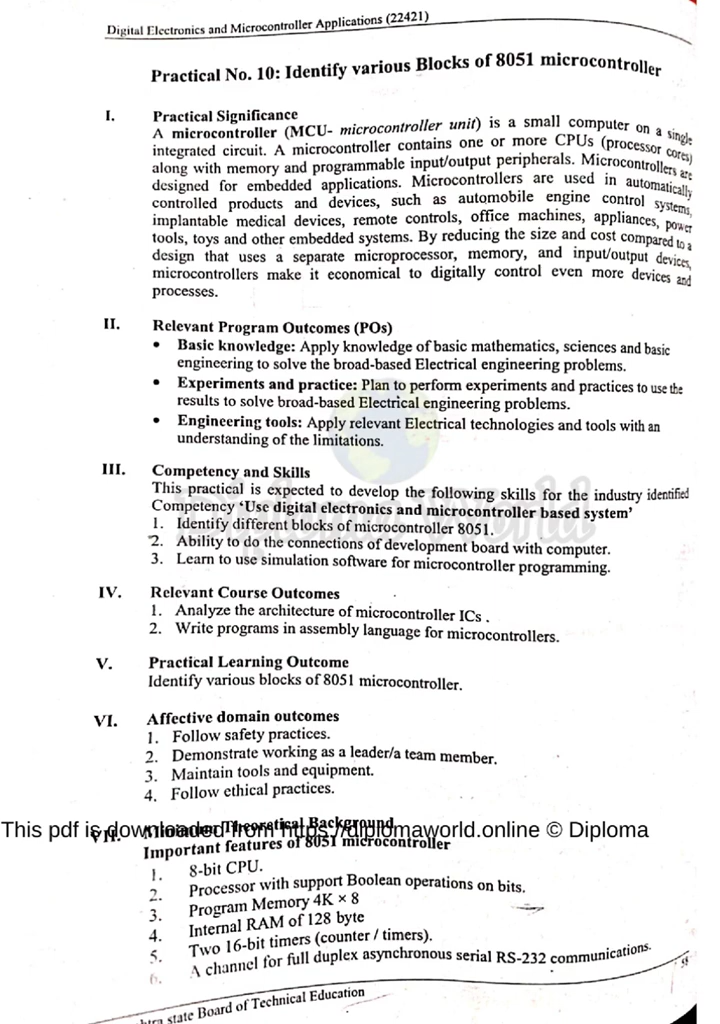 Digital Electronics and Microcontroller Applications (22421)
Practical No. 10: Identify various Blocks of 8051 microcontroller
I. Practical Significance
A microcontroller (MCU- microcontroller unit) is a small computer on a single
integrated circuit. A microcontroller contains one or more CPUs (processor cores)
along with memory and programmable input/output peripherals. Microcontrollers are
designed for embedded applications. Microcontrollers are used in automatically
controlled products and devices, such as automobile engine control systems,
implantable medical devices, remote controls, office machines, appliances, power
tools, toys and other embedded systems. By reducing the size and cost compared to a
design that uses a separate microprocessor, memory, and input/output devices,
microcontrollers make it economical to digitally control even more devices and
processes.
II. Relevant Program Outcomes (POs)
• Basic knowledge: Apply knowledge of basic mathematics, sciences and basic
engineering to solve the broad-based Electrical engineering problems.
• Experiments and practice: Plan to perform experiments and practices to use the
results to solve broad-based Electrical engineering problems.
• Engineering tools: Apply relevant Electrical technologies and tools with an
understanding of the limitations.
III. Competency and Skills
This practical is expected to develop the following skills for the industry identified
Competency ‘Use digital electronics and microcontroller based system’
1. Identify different blocks of microcontroller 8051.
2. Ability to do the connections of development board with computer.
3. Learn to use simulation software for microcontroller programming.
IV. Relevant Course Outcomes
1. Analyze the architecture of microcontroller ICs .
2. Write programs in assembly language for microcontrollers.
V. Practical Learning Outcome
Identify various blocks of 8051 microcontroller.
VI. Affective domain outcomes
1. Follow safety practices.
2. Demonstrate working as a leader/a team member.
3. Maintain tools and equipment.
4. Follow ethical practices.
VII. Minimum Theoretical Background
This pdf is downloaded from https://diplomaworld.online © Diploma
Important features of 8051 microcontroller
1. 8-bit CPU.
2. Processor with support Boolean operations on bits.
3. Program Memory 4K × 8
4. Internal RAM of 128 byte
5. Two 16-bit timers (counter / timers).
6. A channel for full duplex asynchronous serial RS-232 communications.
state Board of Technical Education